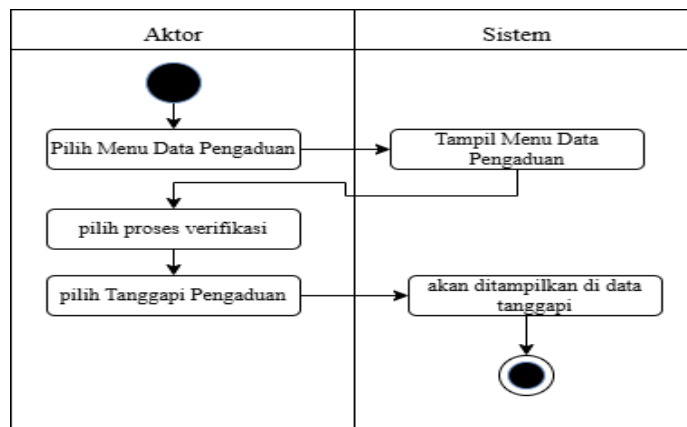 Aktor
Sistem
Pilih Menu Data Pengaduan
Tampil Menu Data
Pengaduan
pilih proses verifikasi
pilih Tanggapi Pengaduan
akan ditampilkan di data
tanggapi